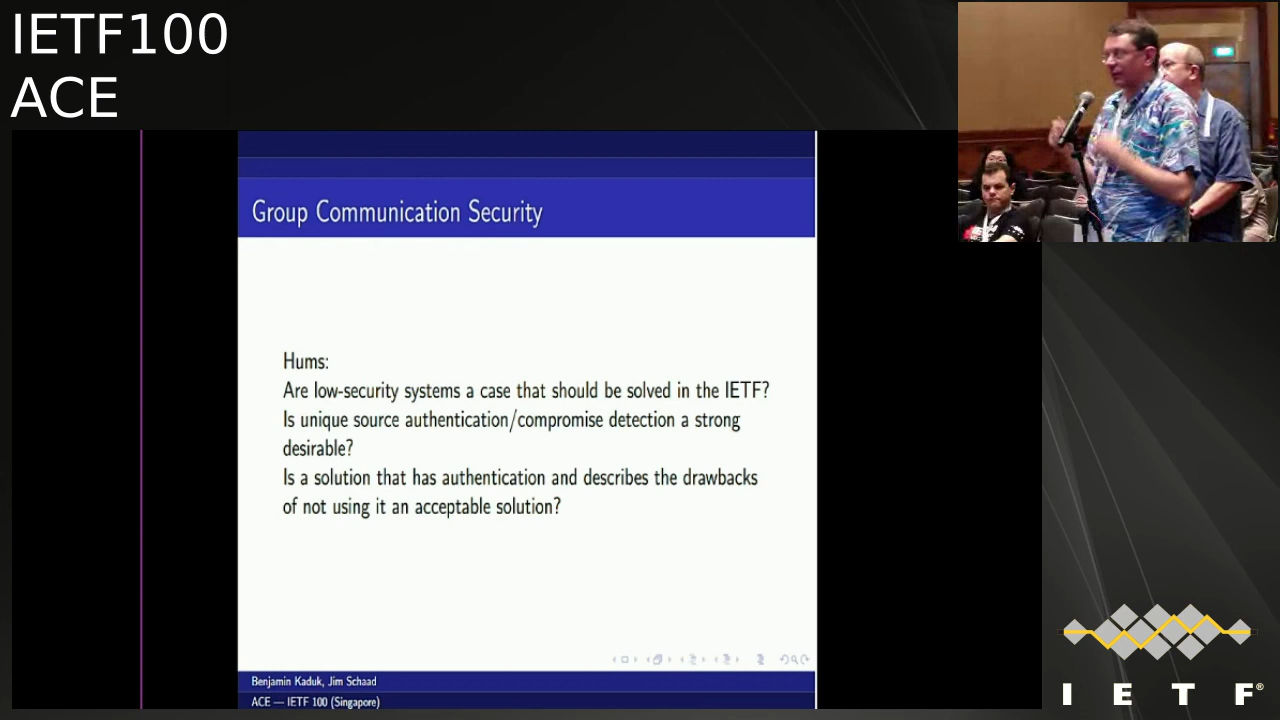 IETF100
ACE
Group Communication Security
Hums:
Are low-security systems a case that should be solved in the IETF?
Is unique source authentication/compromise detection a strong
desirable?
Is a solution that has authentication and describes the drawbacks
of not using it an acceptable solution?
Benjamin Kaduk, Jim Schaad
ACE — IETF 100 (Singapore)
I E T F®